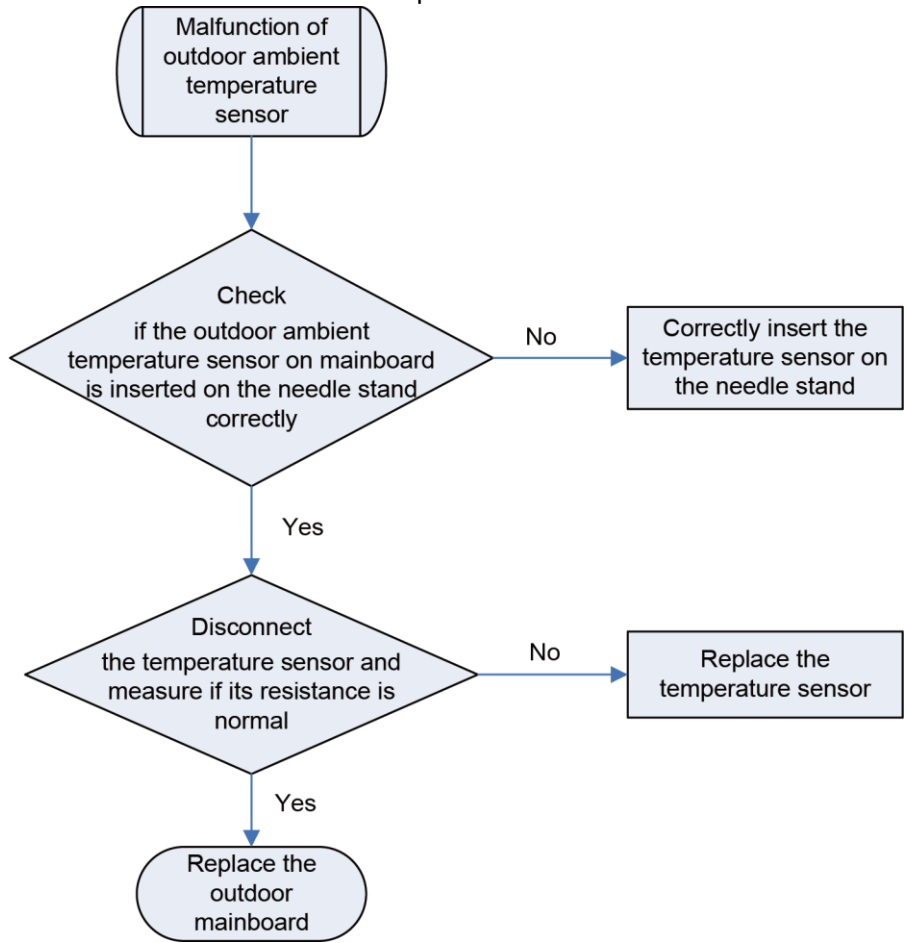 Malfunction of
outdoor ambient
temperature
sensor
Check
if the outdoor ambient
temperature sensor on mainboard
is inserted on the needle stand
correctly
No
Correctly insert the
temperature sensor on
the needle stand
Yes
Disconnect
the temperature sensor and
measure if its resistance is
normal
No
Replace the
temperature sensor
Yes
Replace the
outdoor
mainboard